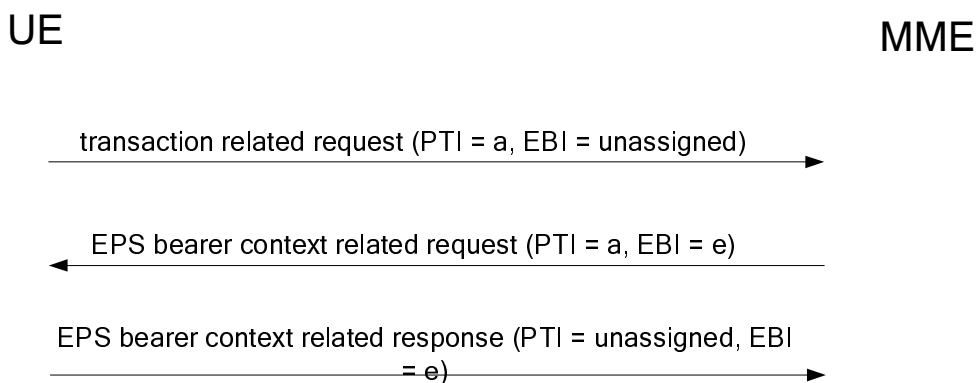 UE
MME
transaction related request (PTI = a, EBI = unassigned)
EPS bearer context related request (PTI = a, EBI = e)
EPS bearer context related response (PTI = unassigned, EBI
= e)